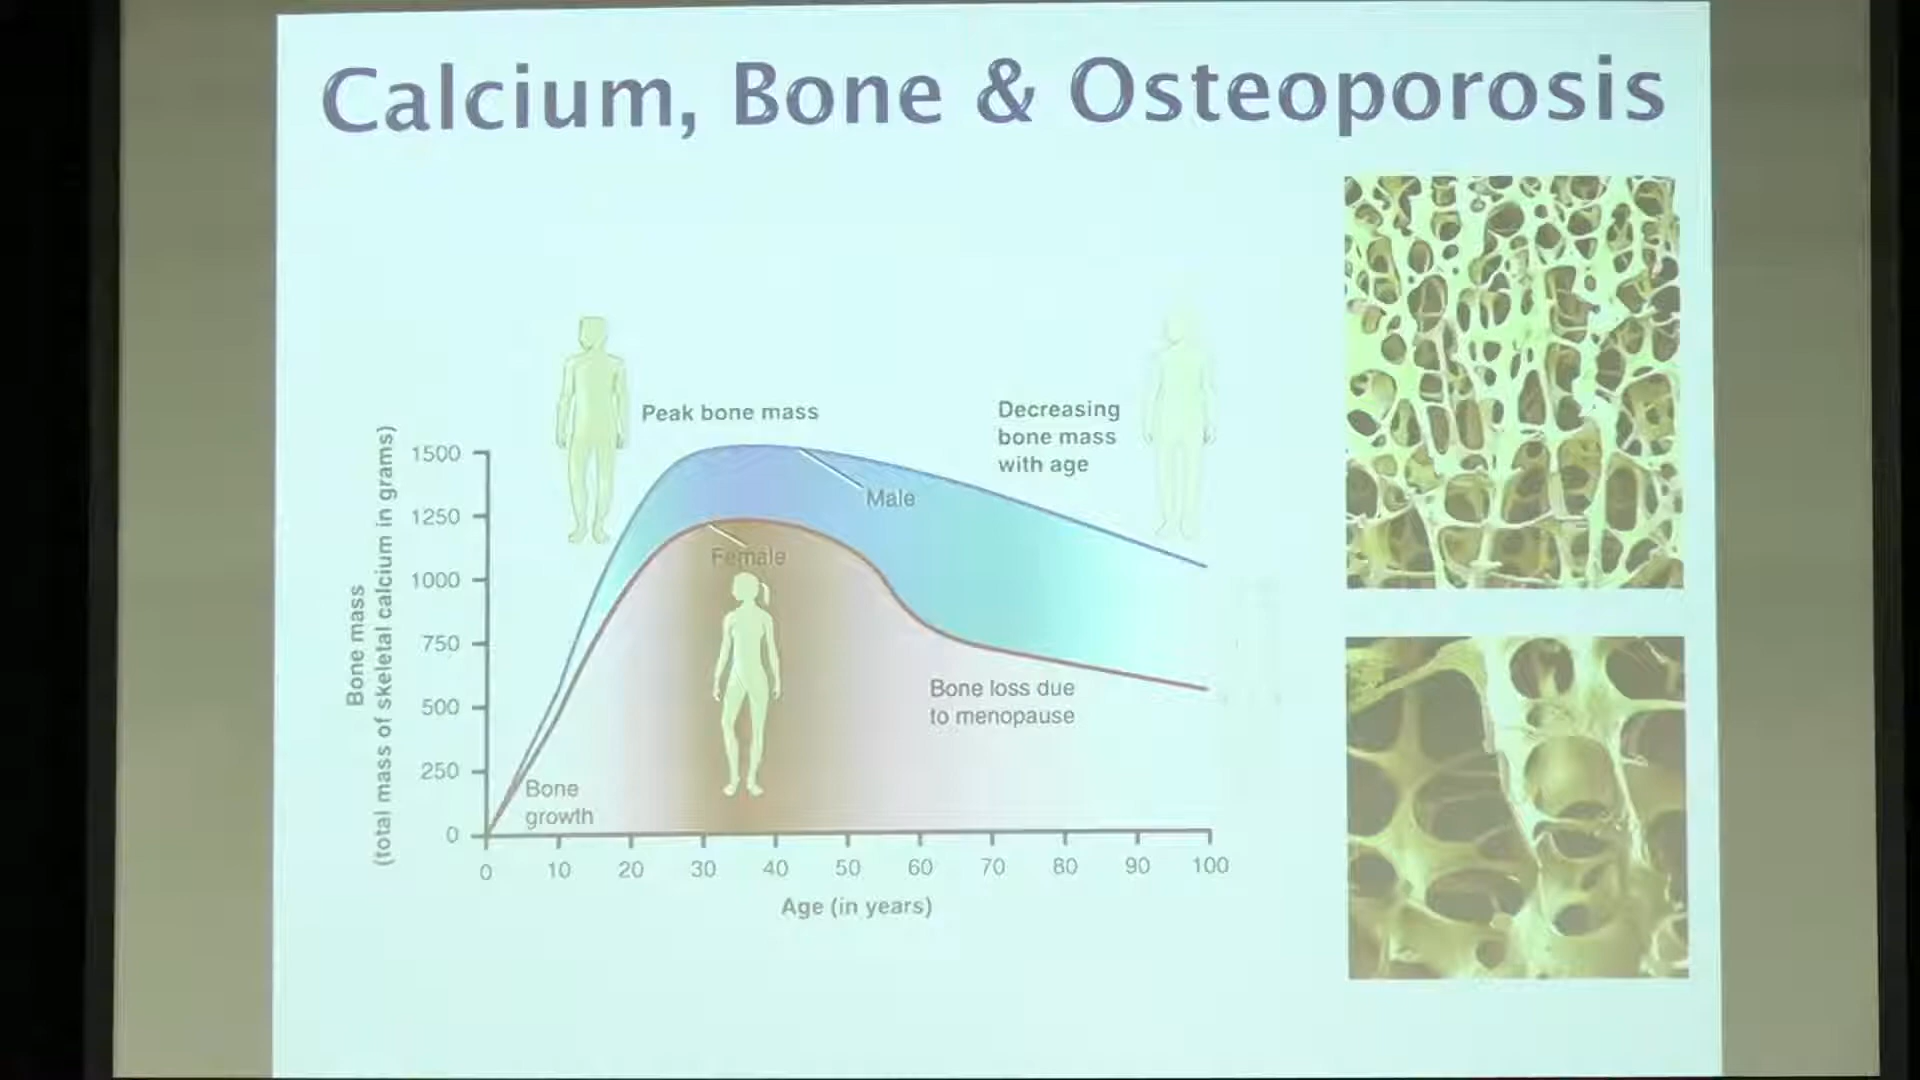 Calcium, Bone & Osteoporosis
Peak bone mass
Decreasing
bone mass
with age
Male
Female
Bone loss due
to menopause
Bone
growth
Bone mass
(total mass of skeletal calcium in grams)
1500
1250
1000
750
500
250
0
0 10 20 30 40 50 60 70 80 90 100
Age (in years)